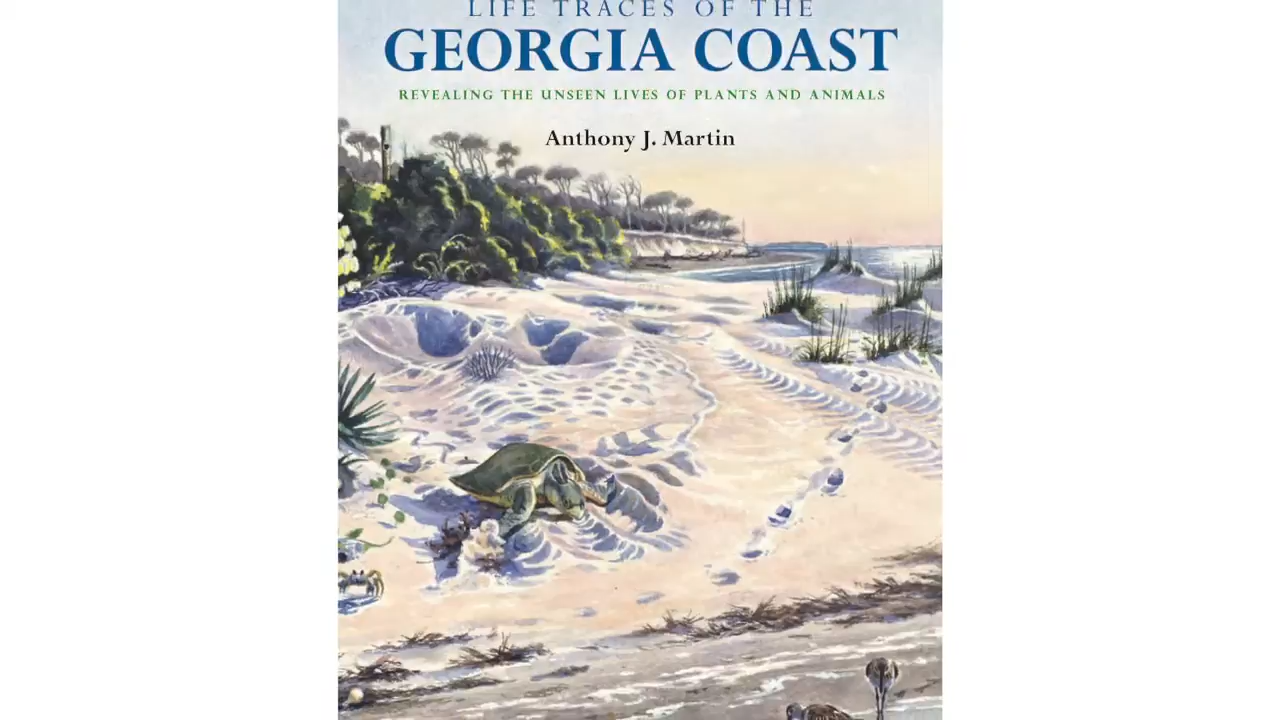 LIFE TRACES OF THE
GEORGIA COAST
REVEALING THE UNSEEN LIVES OF PLANTS AND ANIMALS
Anthony J. Martin